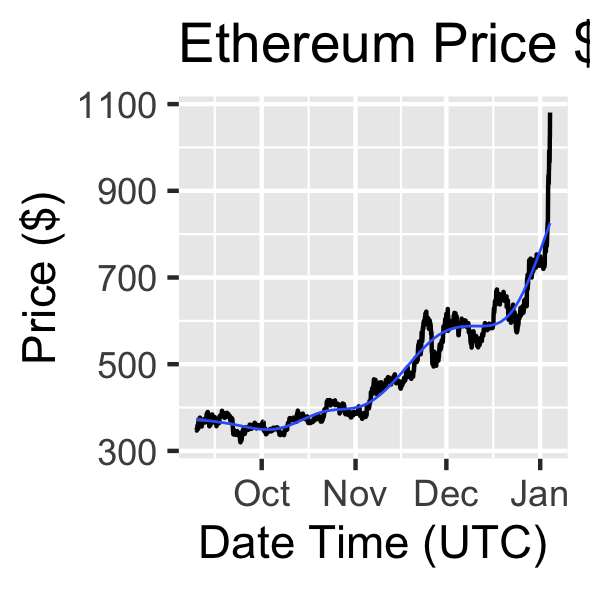 Ethereum Price $
1100
900
700
500
300
Price ($)
Oct Nov Dec Jan
Date Time (UTC)